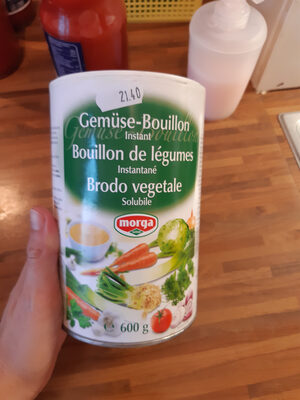 21.40
Gemüse-Bouillon
Instant
Bouillon de légumes
Instantané
Brodo vegetale
Solubile
morga
e 600 g